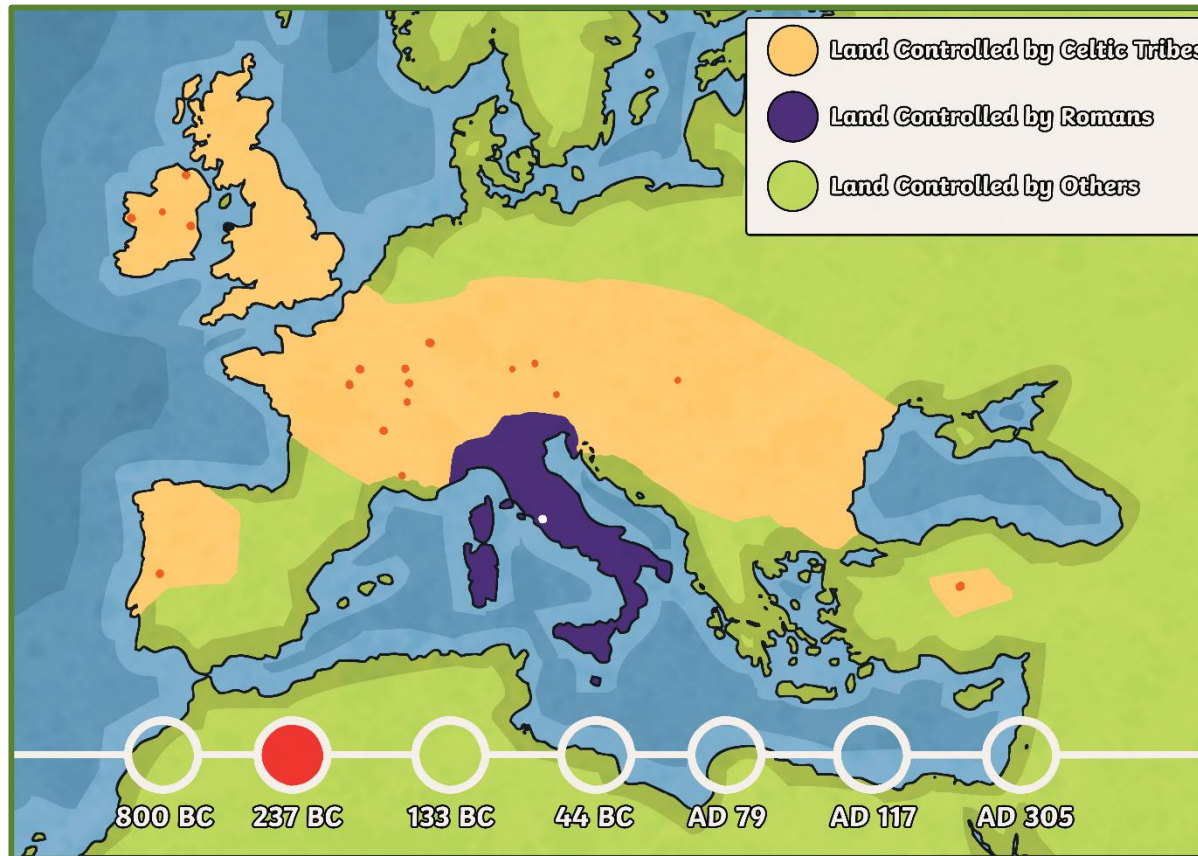 Land Controlled by Celtic Tribes
Land Controlled by Romans
Land Controlled by Others
800 BC 237 BC 133 BC 44 BC AD 79 AD 117 AD 305